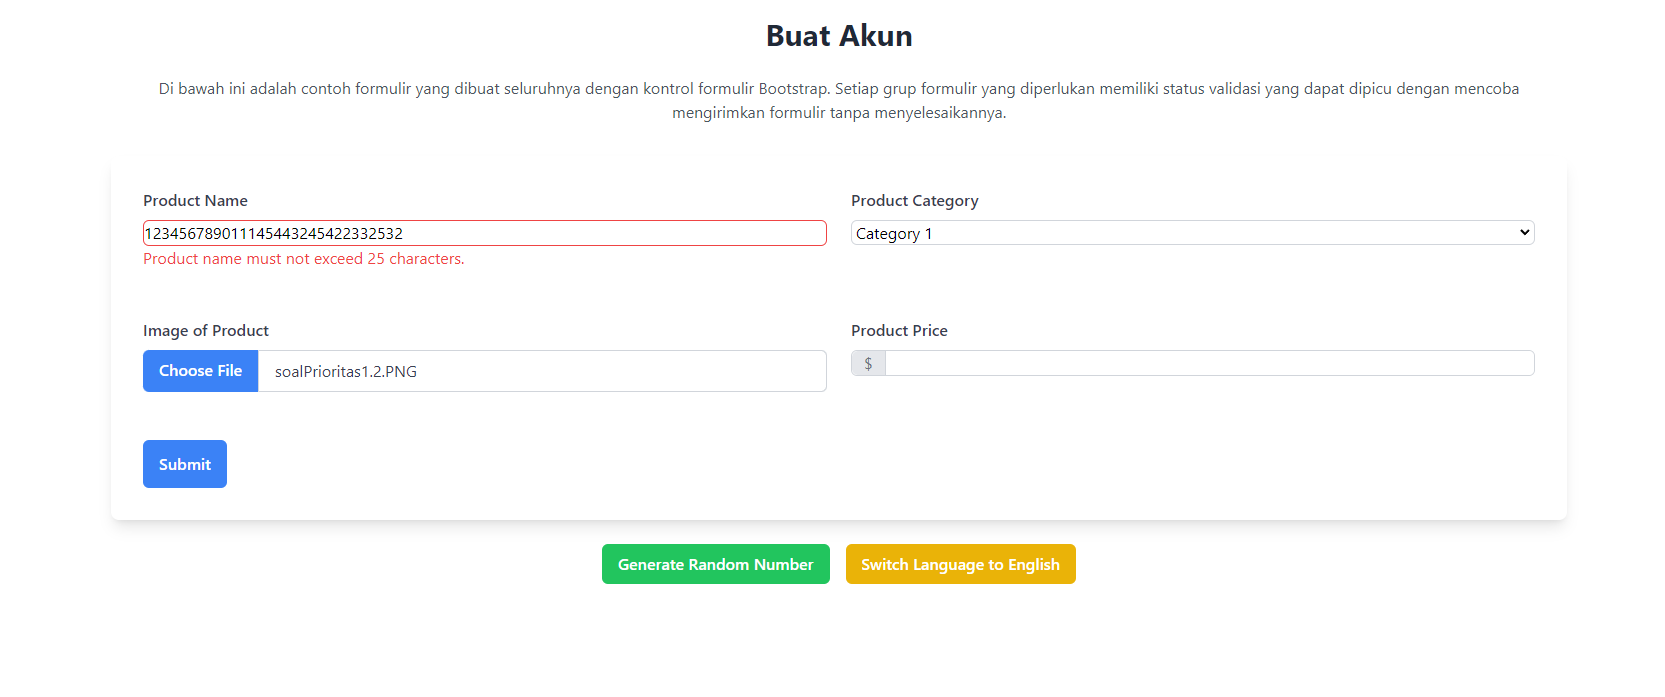 Buat Akun
Di bawah ini adalah contoh formulir yang dibuat seluruhnya dengan kontrol formulir Bootstrap. Setiap grup formulir yang diperlukan memiliki status validasi yang dapat dipicu dengan mencoba
mengirimkan formulir tanpa menyelesaikannya.
Product Name
123456789011145443245422332532
Product name must not exceed 25 characters.
Product Category
Category 1
Image of Product
Choose File soalPrioritas1.2.PNG
Product Price
$
Submit
Generate Random Number
Switch Language to English